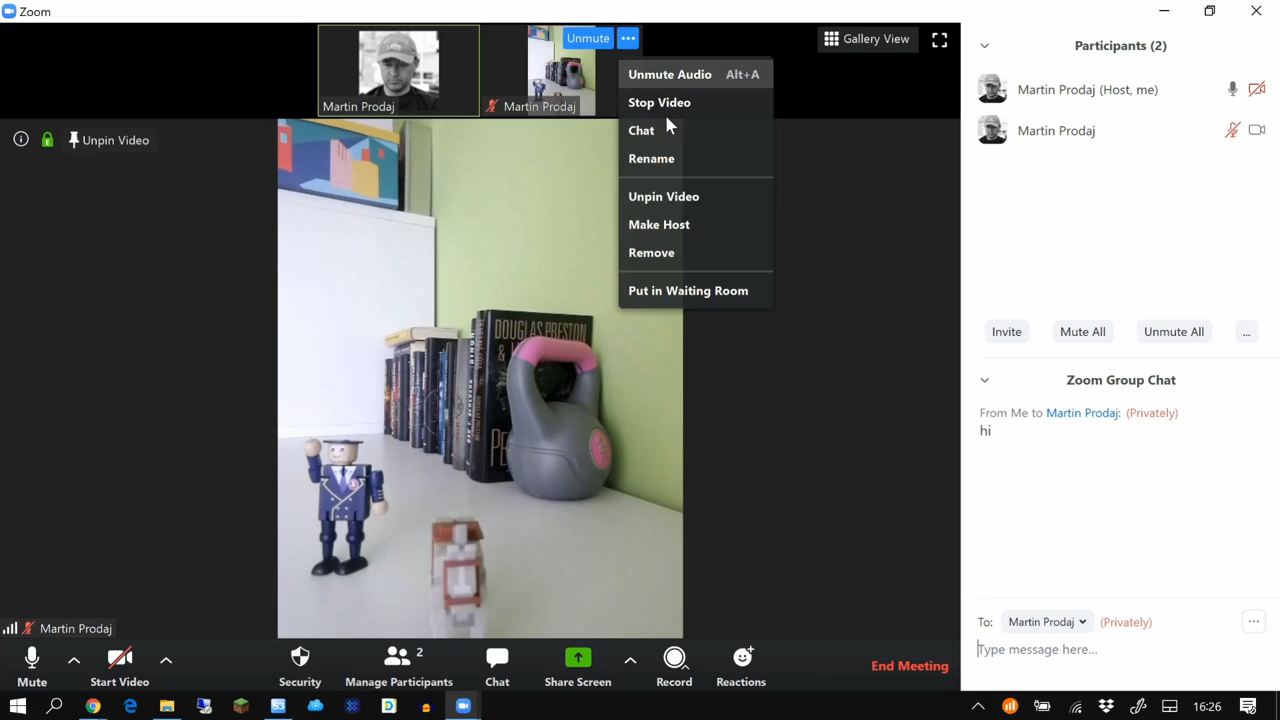 Zoom
Martin Prodaj
Unmute
Martin Prodaj
Gallery View
Unpin Video
Unmute Audio Alt+A
Stop Video
Chat
Rename
Unpin Video
Make Host
Remove
Put in Waiting Room
DOUGLAS PRESTON
Martin Prodaj
Participants (2)
Martin Prodaj (Host, me)
Martin Prodaj
Invite
Mute All
Unmute All
...
Zoom Group Chat
From Me to Martin Prodaj: (Privately)
hi
To: Martin Prodaj (Privately)
Type message here...
Mute
Start Video
Security
2
Manage Participants
Chat
Share Screen
Record
Reactions
End Meeting
16:26